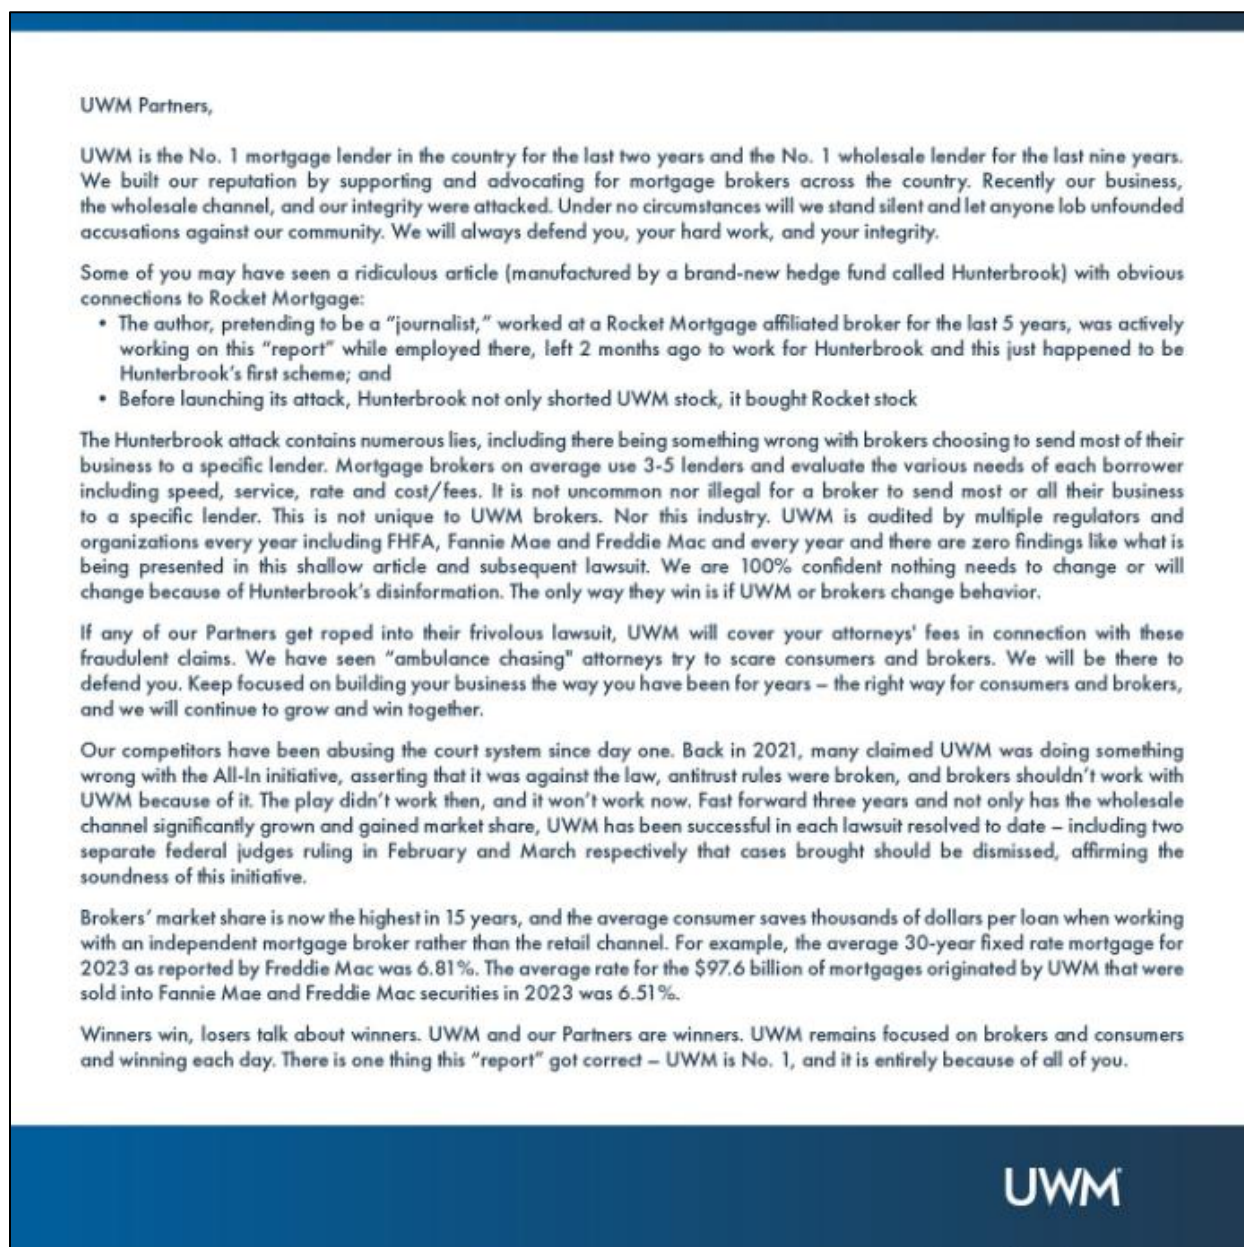 UWM Partners,
UWM is the No. 1 mortgage lender in the country for the last two years and the No. 1 wholesale lender for the last nine years.
We built our reputation by supporting and advocating for mortgage brokers across the country. Recently our business,
the wholesale channel, and our integrity were attacked. Under no circumstances will we stand silent and let anyone lob unfounded
accusations against our community. We will always defend you, your hard work, and your integrity.
Some of you may have seen a ridiculous article (manufactured by a brand-new hedge fund called Hunterbrook) with obvious
connections to Rocket Mortgage:
• The author, pretending to be a “journalist,” worked at a Rocket Mortgage affiliated broker for the last 5 years, was actively
working on this “report” while employed there, left 2 months ago to work for Hunterbrook and this just happened to be
Hunterbrook’s first scheme; and
• Before launching its attack, Hunterbrook not only shorted UWM stock, it bought Rocket stock
The Hunterbrook attack contains numerous lies, including there being something wrong with brokers choosing to send most of their
business to a specific lender. Mortgage brokers on average use 3-5 lenders and evaluate the various needs of each borrower
including speed, service, rate and cost/fees. It is not uncommon nor illegal for a broker to send most or all their business
to a specific lender. This is not unique to UWM brokers. Nor this industry. UWM is audited by multiple regulators and
organizations every year including FHFA, Fannie Mae and Freddie Mac and every year and there are zero findings like what is
being presented in this shallow article and subsequent lawsuit. We are 100% confident nothing needs to change or will
change because of Hunterbrook’s disinformation. The only way they win is if UWM or brokers change behavior.
If any of our Partners get roped into their frivolous lawsuit, UWM will cover your attorneys' fees in connection with these
fraudulent claims. We have seen “ambulance chasing" attorneys try to scare consumers and brokers. We will be there to
defend you. Keep focused on building your business the way you have been for years – the right way for consumers and brokers,
and we will continue to grow and win together.
Our competitors have been abusing the court system since day one. Back in 2021, many claimed UWM was doing something
wrong with the All-In initiative, asserting that it was against the law, antitrust rules were broken, and brokers shouldn’t work with
UWM because of it. The play didn’t work then, and it won’t work now. Fast forward three years and not only has the wholesale
channel significantly grown and gained market share, UWM has been successful in each lawsuit resolved to date – including two
separate federal judges ruling in February and March respectively that cases brought should be dismissed, affirming the
soundness of this initiative.
Brokers’ market share is now the highest in 15 years, and the average consumer saves thousands of dollars per loan when working
with an independent mortgage broker rather than the retail channel. For example, the average 30-year fixed rate mortgage for
2023 as reported by Freddie Mac was 6.81%. The average rate for the $97.6 billion of mortgages originated by UWM that were
sold into Fannie Mae and Freddie Mac securities in 2023 was 6.51%.
Winners win, losers talk about winners. UWM and our Partners are winners. UWM remains focused on brokers and consumers
and winning each day. There is one thing this “report” got correct – UWM is No. 1, and it is entirely because of all of you.
UWM